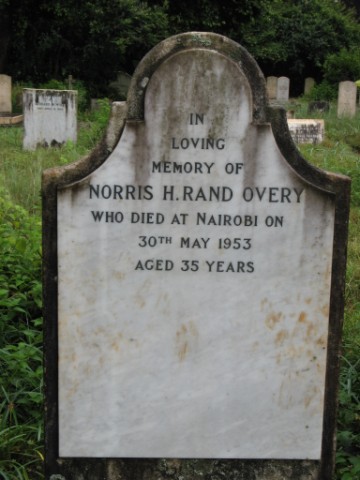 IN
LOVING
MEMORY OF
NORRIS H. RAND OVERY
WHO DIED AT NAIROBI ON
30TH MAY 1953
AGED 35 YEARS